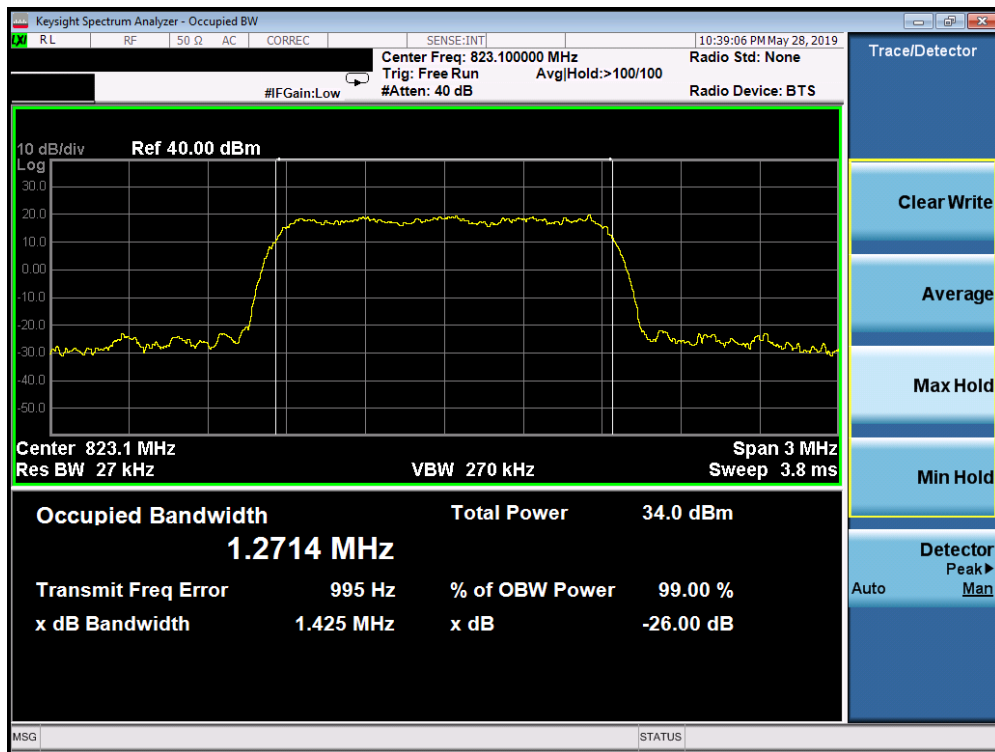 Keysight Spectrum Analyzer - Occupied BW
LXI RL RF 50 Ω AC CORREC SENSE:INT 10:39:06 PM May 28, 2019
Center Freq: 823.100000 MHz Radio Std: None
Trig: Free Run Avg|Hold:>100/100
#IFGain:Low #Atten: 40 dB Radio Device: BTS
10 dB/div Ref 40.00 dBm
Log
30.0
20.0
10.0
0.00
-10.0
-20.0
-30.0
-40.0
-50.0
Center 823.1 MHz Span 3 MHz
Res BW 27 kHz VBW 270 kHz Sweep 3.8 ms
Occupied Bandwidth Total Power 34.0 dBm
1.2714 MHz
Transmit Freq Error 995 Hz % of OBW Power 99.00 %
x dB Bandwidth 1.425 MHz x dB -26.00 dB
MSG STATUS
Trace/Detector
Clear Write
Average
Max Hold
Min Hold
Detector
Peak▶
Auto Man